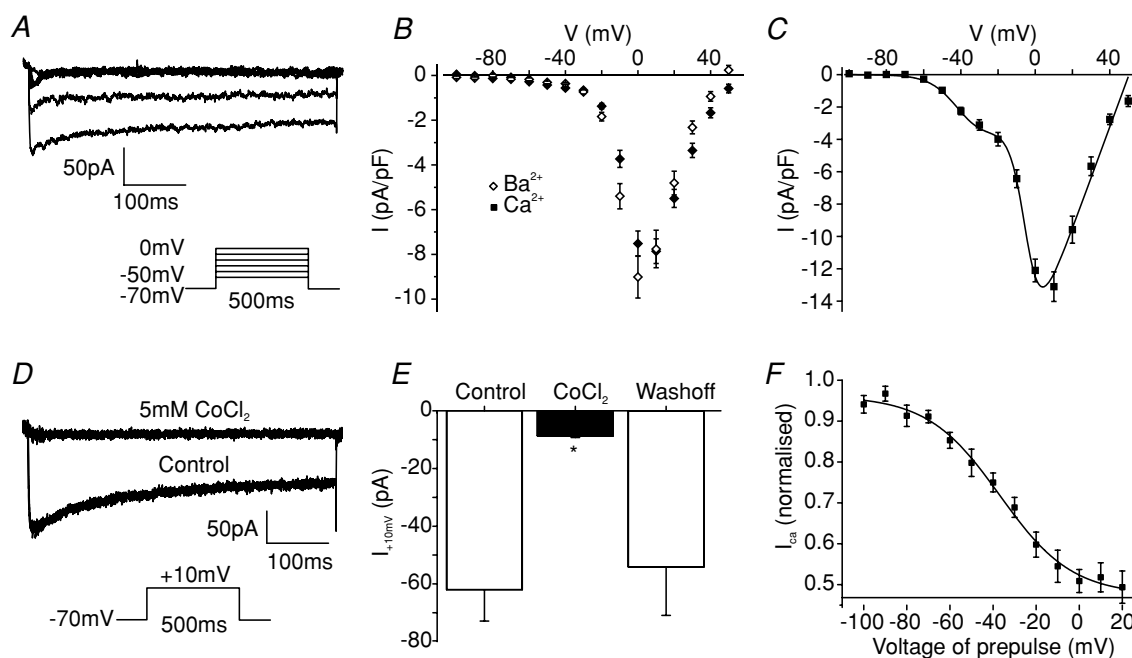 A
50pA
100ms
0mV
-50mV
-70mV
500ms
B
V (mV)
-80 -40 0 40
0
-2
-4
-6
-8
-10
I (pA/pF)
Ba²⁺
Ca²⁺
C
V (mV)
-80 -40 0 40
0
-2
-4
-6
-8
-10
-12
-14
I (pA/pF)
D
5mM CoCl₂
Control
50pA
100ms
+10mV
-70mV
500ms
E
Control CoCl₂ Washoff
0
-20
-40
-60
-80
I₊₁₀ₘᵥ (pA)
*
F
1.0
0.9
0.8
0.7
0.6
0.5
I_ca (normalised)
-100 -80 -60 -40 -20 0 20
Voltage of prepulse (mV)